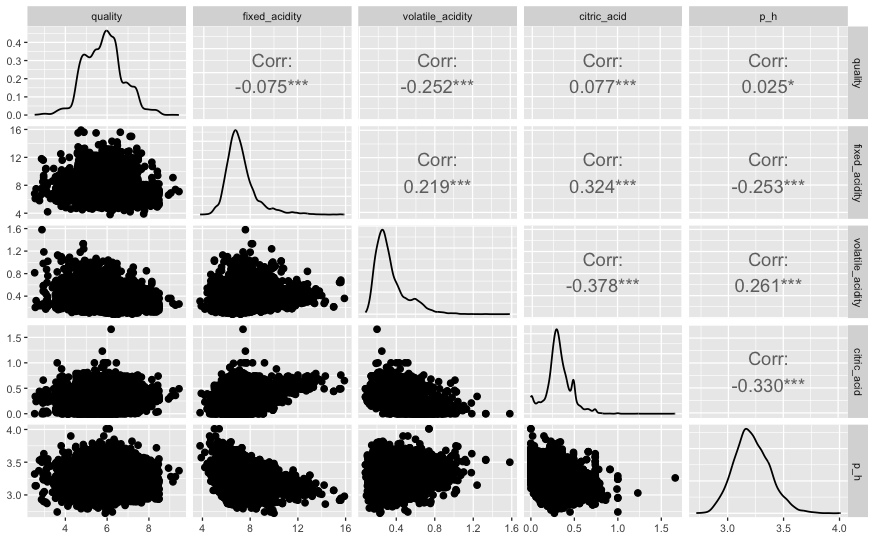 quality fixed_acidity volatile_acidity citric_acid p_h
0.4
0.3
0.2
0.1
0.0
Corr:
-0.075***
Corr:
-0.252***
Corr:
0.077***
Corr:
0.025*
quality
16
12
8
4
Corr:
0.219***
Corr:
0.324***
Corr:
-0.253***
fixed_acidity
1.6
1.2
0.8
0.4
Corr:
-0.378***
Corr:
0.261***
volatile_acidity
1.5
1.0
0.5
0.0
Corr:
-0.330***
citric_acid
4.0
3.5
3.0
p_h
4 6 8 4 8 12 16 0.4 0.8 1.2 1.6 0.0 0.5 1.0 1.5 3.0 3.5 4.0